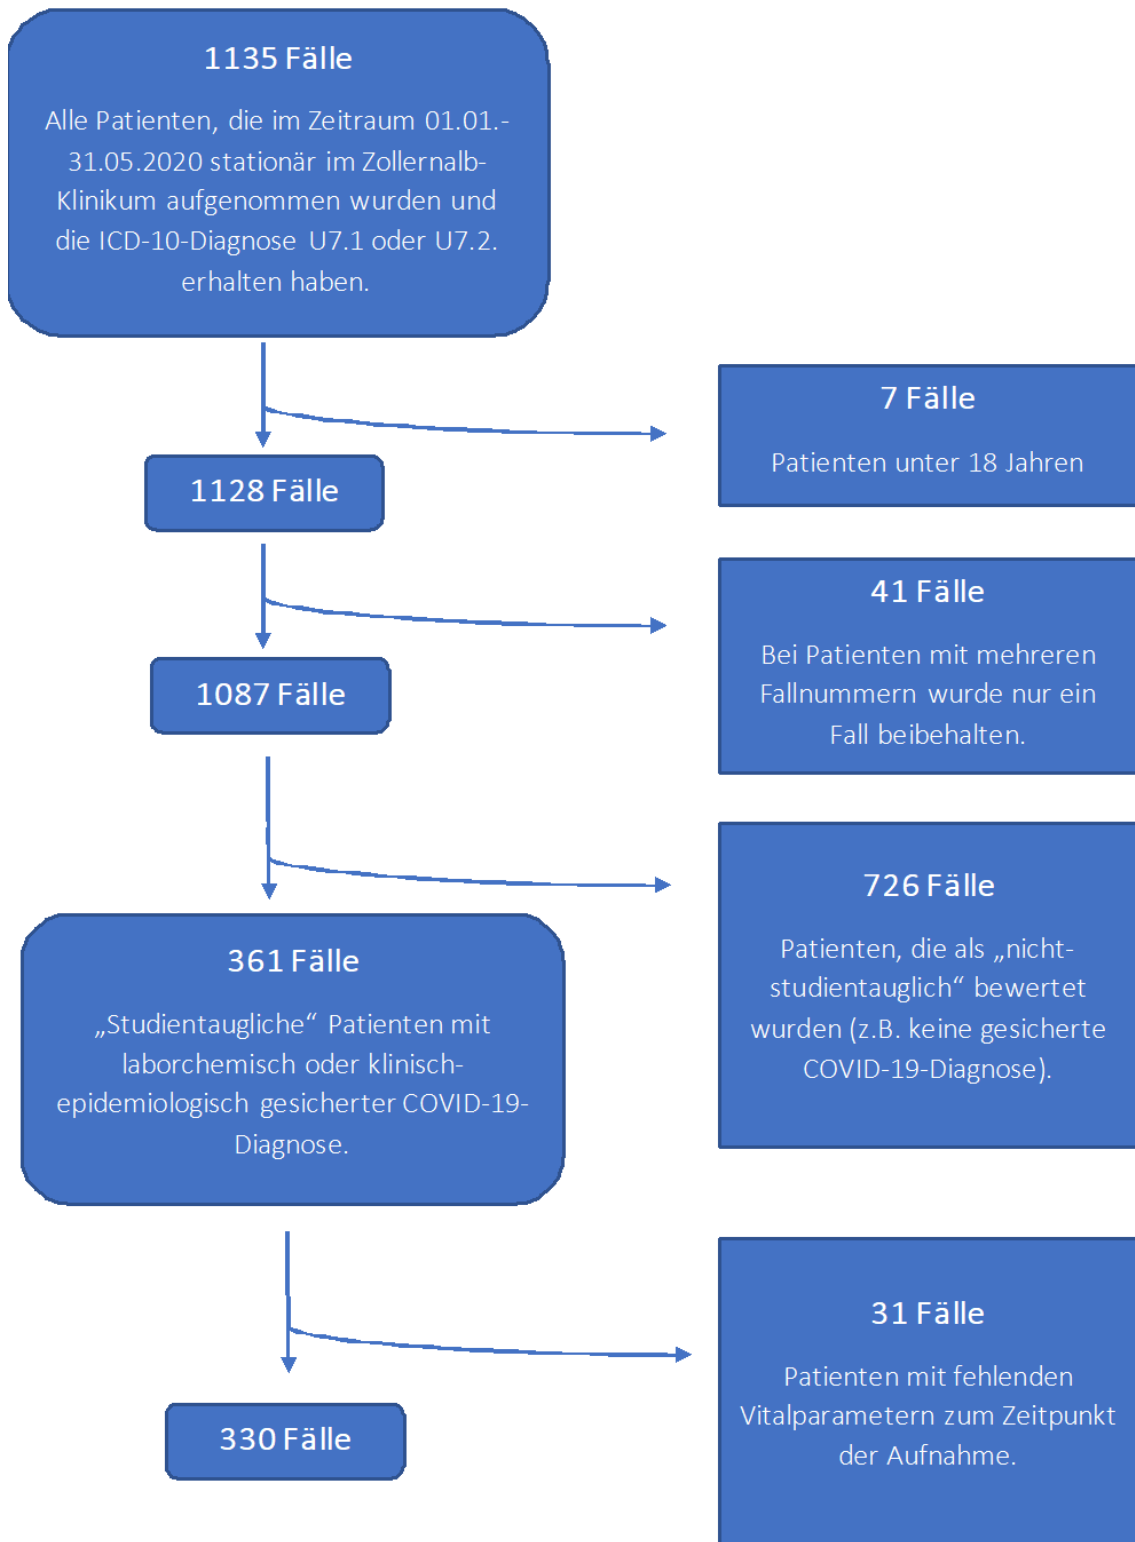 1135 Fälle
Alle Patienten, die im Zeitraum 01.01.-
31.05.2020 stationär im Zollernalb-
Klinikum aufgenommen wurden und
die ICD-10-Diagnose U7.1 oder U7.2.
erhalten haben.
7 Fälle
Patienten unter 18 Jahren
1128 Fälle
41 Fälle
Bei Patienten mit mehreren
Fallnummern wurde nur ein
Fall beibehalten.
1087 Fälle
726 Fälle
Patienten, die als „nicht-
studientauglich“ bewertet
wurden (z.B. keine gesicherte
COVID-19-Diagnose).
361 Fälle
„Studientaugliche“ Patienten mit
laborchemisch oder klinisch-
epidemiologisch gesicherter COVID-19-
Diagnose.
31 Fälle
Patienten mit fehlenden
Vitalparametern zum Zeitpunkt
der Aufnahme.
330 Fälle